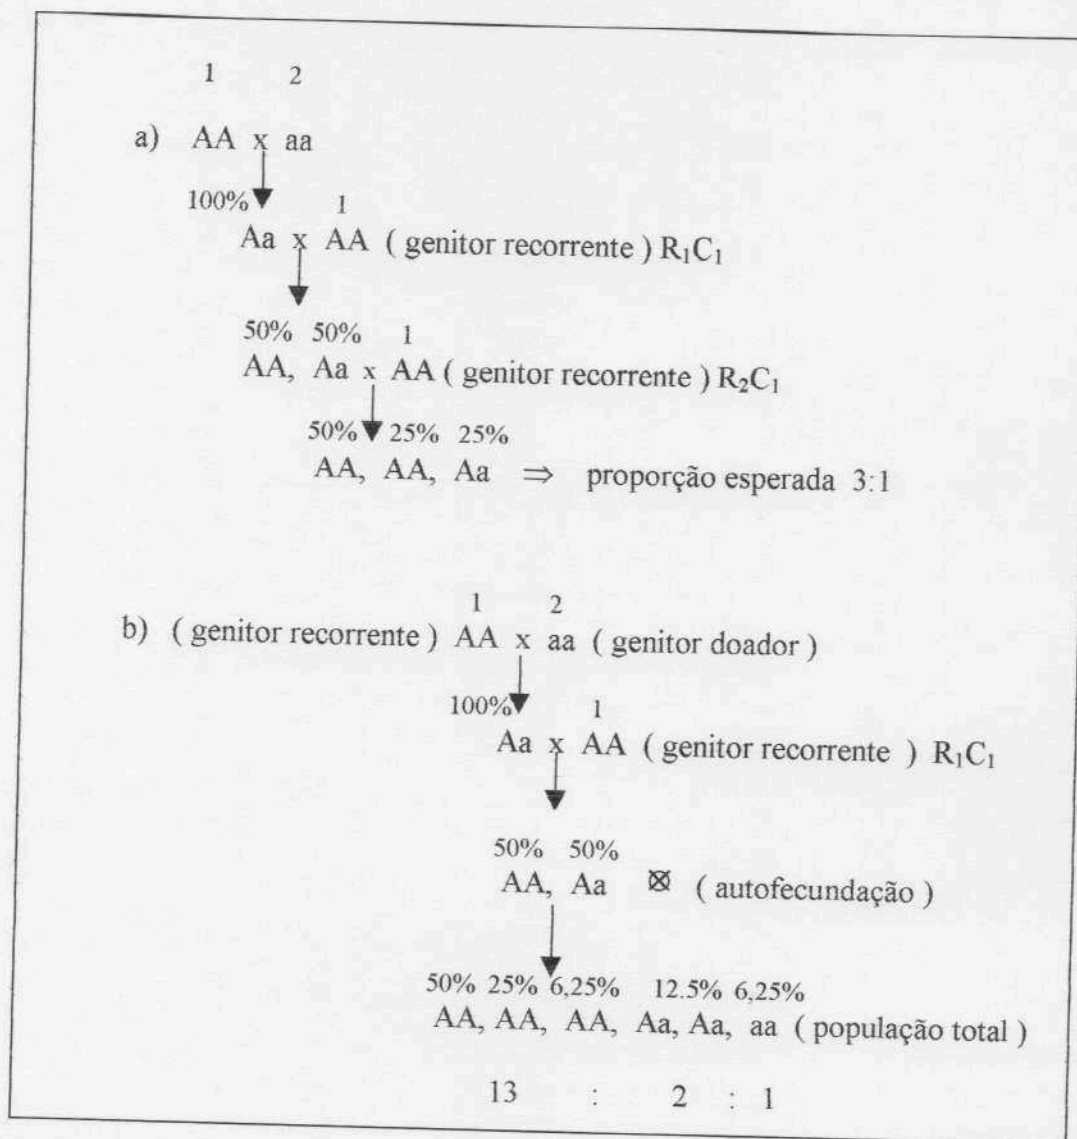 1 2
a) AA x aa
100% 1
Aa x AA ( genitor recorrente ) R₁C₁
50% 50% 1
AA, Aa x AA ( genitor recorrente ) R₂C₁
50% 25% 25%
AA, AA, Aa ⇒ proporção esperada 3:1
1 2
b) ( genitor recorrente ) AA x aa ( genitor doador )
100% 1
Aa x AA ( genitor recorrente ) R₁C₁
50% 50%
AA, Aa ⊗ ( autofecundação )
50% 25% 6,25% 12.5% 6,25%
AA, AA, AA, Aa, Aa, aa ( população total )
13 : 2 : 1